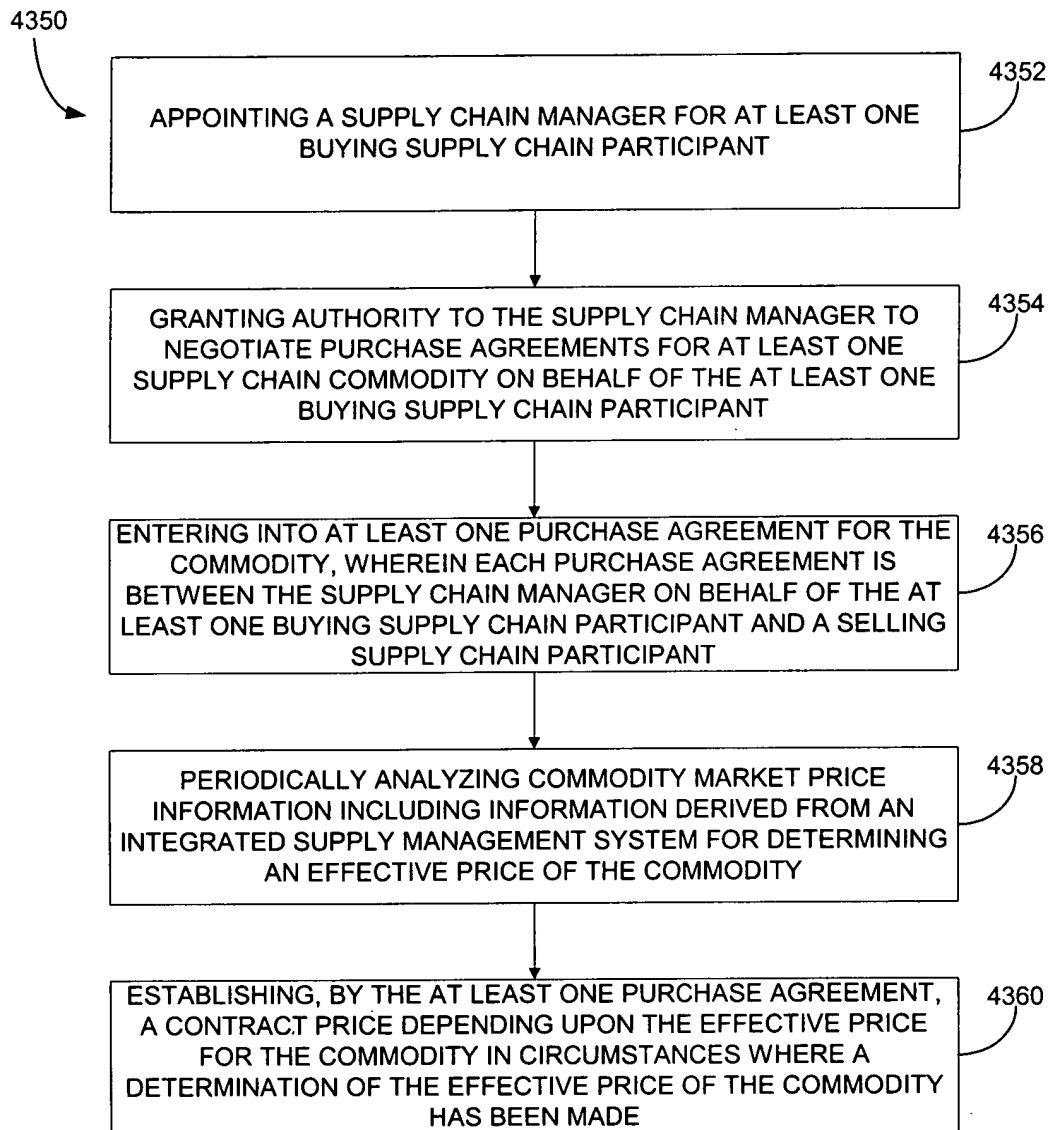 4350
4352
APPOINTING A SUPPLY CHAIN MANAGER FOR AT LEAST ONE
BUYING SUPPLY CHAIN PARTICIPANT
4354
GRANTING AUTHORITY TO THE SUPPLY CHAIN MANAGER TO
NEGOTIATE PURCHASE AGREEMENTS FOR AT LEAST ONE
SUPPLY CHAIN COMMODITY ON BEHALF OF THE AT LEAST ONE
BUYING SUPPLY CHAIN PARTICIPANT
4356
ENTERING INTO AT LEAST ONE PURCHASE AGREEMENT FOR THE
COMMODITY, WHEREIN EACH PURCHASE AGREEMENT IS
BETWEEN THE SUPPLY CHAIN MANAGER ON BEHALF OF THE AT
LEAST ONE BUYING SUPPLY CHAIN PARTICIPANT AND A SELLING
SUPPLY CHAIN PARTICIPANT
4358
PERIODICALLY ANALYZING COMMODITY MARKET PRICE
INFORMATION INCLUDING INFORMATION DERIVED FROM AN
INTEGRATED SUPPLY MANAGEMENT SYSTEM FOR DETERMINING
AN EFFECTIVE PRICE OF THE COMMODITY
4360
ESTABLISHING, BY THE AT LEAST ONE PURCHASE AGREEMENT,
A CONTRACT PRICE DEPENDING UPON THE EFFECTIVE PRICE
FOR THE COMMODITY IN CIRCUMSTANCES WHERE A
DETERMINATION OF THE EFFECTIVE PRICE OF THE COMMODITY
HAS BEEN MADE